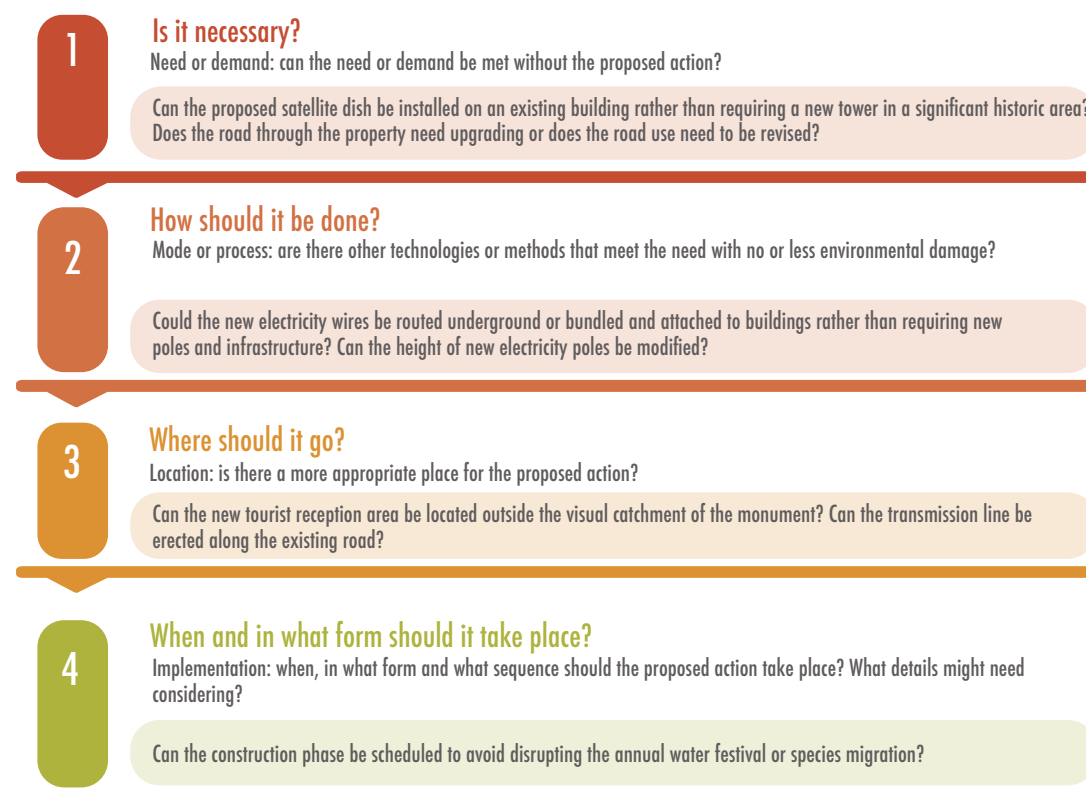 1
Is it necessary?
Need or demand: can the need or demand be met without the proposed action?
Can the proposed satellite dish be installed on an existing building rather than requiring a new tower in a significant historic area?
Does the road through the property need upgrading or does the road use need to be revised?
2
How should it be done?
Mode or process: are there other technologies or methods that meet the need with no or less environmental damage?
Could the new electricity wires be routed underground or bundled and attached to buildings rather than requiring new
poles and infrastructure? Can the height of new electricity poles be modified?
3
Where should it go?
Location: is there a more appropriate place for the proposed action?
Can the new tourist reception area be located outside the visual catchment of the monument? Can the transmission line be
erected along the existing road?
4
When and in what form should it take place?
Implementation: when, in what form and what sequence should the proposed action take place? What details might need
considering?
Can the construction phase be scheduled to avoid disrupting the annual water festival or species migration?